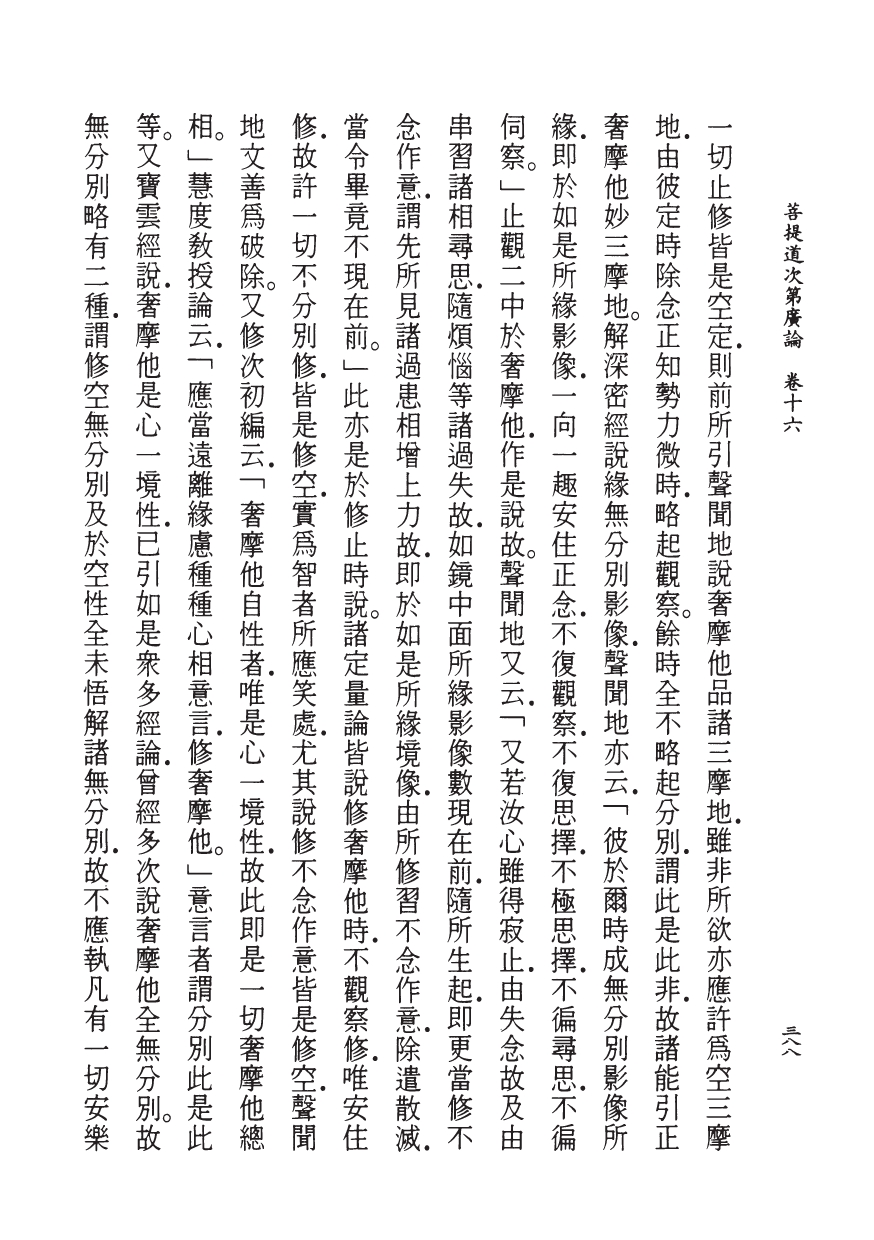 菩提道次第廣論　卷十六
三八八
一切止修皆是空定．則前所引聲聞地說奢摩他品諸三摩地．雖非所欲亦應許爲空三摩
地．由彼定時除念正知勢力微時．略起觀察。餘時全不略起分別．謂此是此非．故諸能引正
奢摩他妙三摩地。解深密經說緣無分別影像．聲聞地亦云．「彼於爾時成無分別影像所
緣．即於如是所緣影像．一向一趣安住正念．不復觀察．不復思擇．不極思擇．不徧尋思．不徧
伺察。」止觀二中於奢摩他．作是說故。聲聞地又云．「又若汝心雖得寂止．由失念故及由
串習諸相尋思．隨煩惱等諸過失故．如鏡中面所緣影像數現在前．隨所生起．即更當修不
念作意．謂先所見諸過患相增上力故．即於如是所緣境像．由所修習不念作意．除遣散滅．
當令畢竟不現在前。」此亦是於修止時說。諸定量論皆說修奢摩他時．不觀察修．唯安住
修．故許一切不分別修．皆是修空．實爲智者所應笑處．尤其說修不念作意皆是修空．聲聞
地文善爲破除。又修次初編云．「奢摩他自性者．唯是心一境性．故此即是一切奢摩他總
相。」慧度教授論云．「應當遠離緣慮種種心相意言．修奢摩他。」意言者謂分別此是此
等。又寶雲經說．奢摩他是心一境性．已引如是衆多經論．曾經多次說奢摩他全無分別。故
無分別略有二種．謂修空無分別及於空性全未悟解諸無分別．故不應執凡有一切安樂